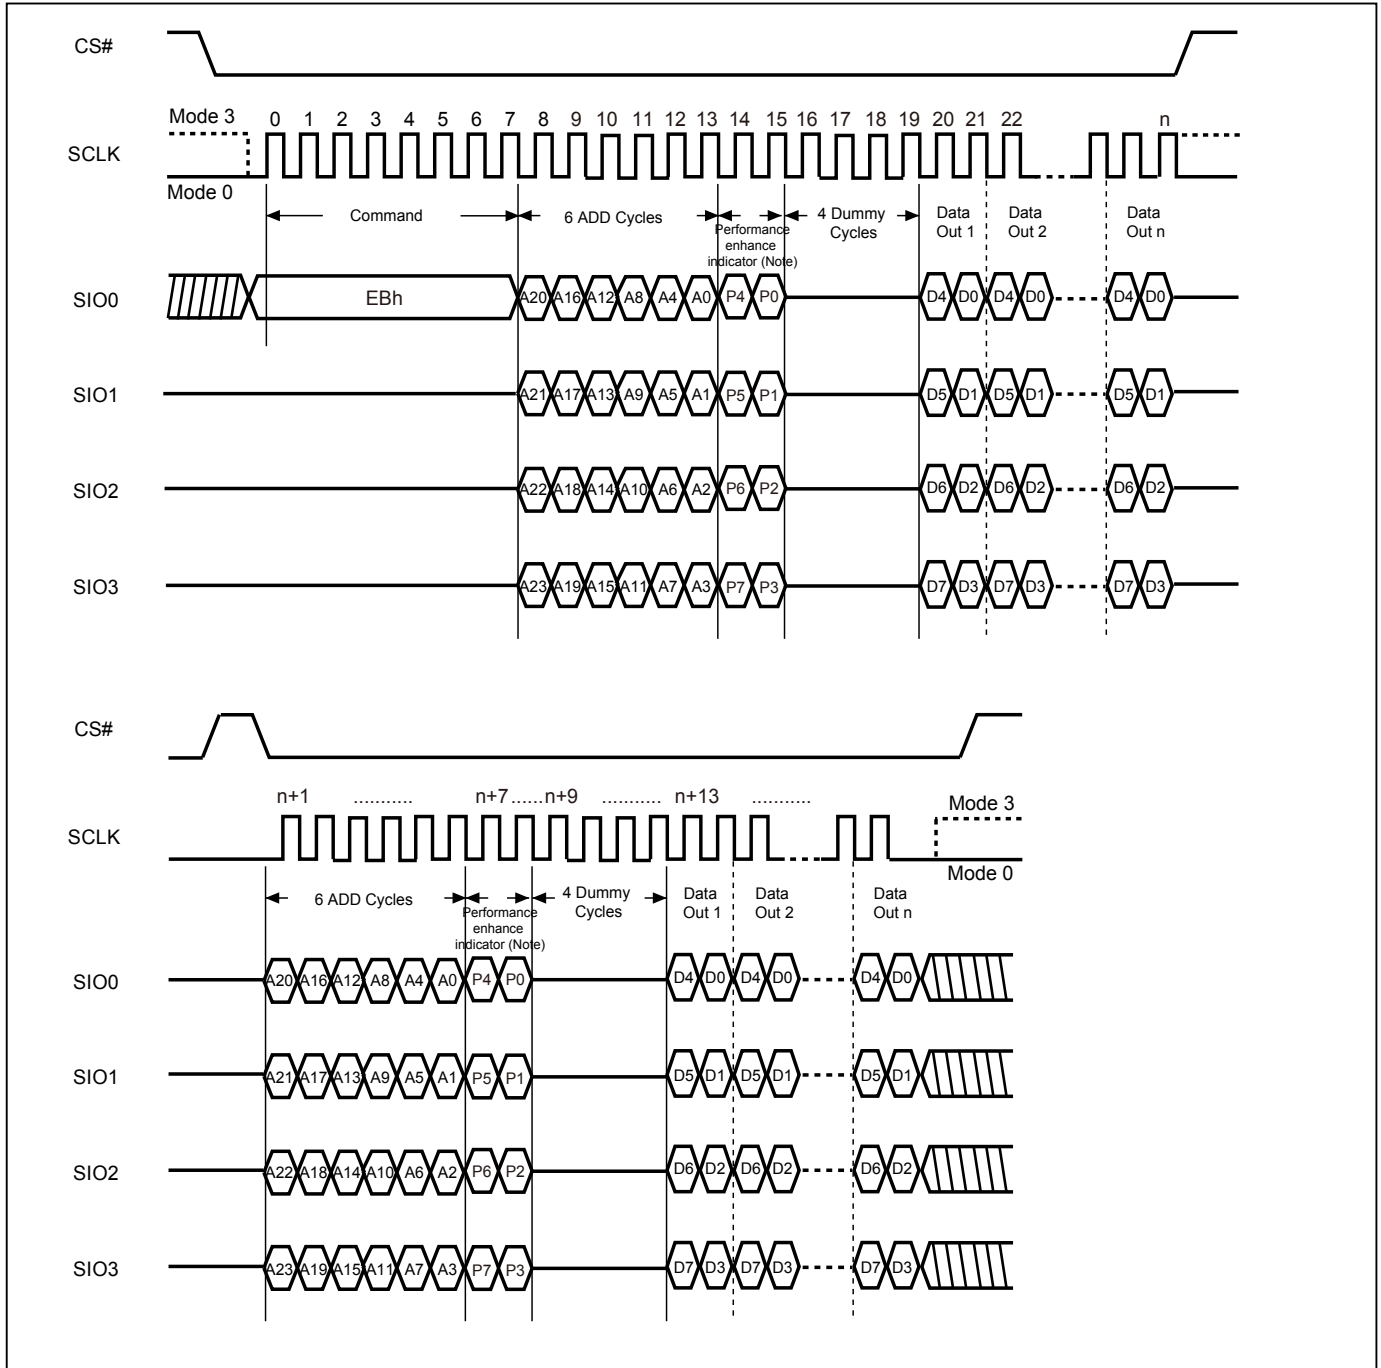 CS#
Mode 3
0 1 2 3 4 5 6 7 8 9 10 11 12 13 14 15 16 17 18 19 20 21 22 n
SCLK
Mode 0
Command
6 ADD Cycles
Performance
enhance
indicator (Note)
4 Dummy
Cycles
Data
Out 1
Data
Out 2
Data
Out n
SIO0
EBh
A20 A16 A12 A8 A4 A0 P4 P0 D4 D0 D4 D0 D4 D0
SIO1
A21 A17 A13 A9 A5 A1 P5 P1 D5 D1 D5 D1 D5 D1
SIO2
A22 A18 A14 A10 A6 A2 P6 P2 D6 D2 D6 D2 D6 D2
SIO3
A23 A19 A15 A11 A7 A3 P7 P3 D7 D3 D7 D3 D7 D3
CS#
n+1 ........... n+7 ...... n+9 ........... n+13 ...........
Mode 3
SCLK
Mode 0
6 ADD Cycles
Performance
enhance
indicator (Note)
4 Dummy
Cycles
Data
Out 1
Data
Out 2
Data
Out n
SIO0
A20 A16 A12 A8 A4 A0 P4 P0 D4 D0 D4 D0 D4 D0
SIO1
A21 A17 A13 A9 A5 A1 P5 P1 D5 D1 D5 D1 D5 D1
SIO2
A22 A18 A14 A10 A6 A2 P6 P2 D6 D2 D6 D2 D6 D2
SIO3
A23 A19 A15 A11 A7 A3 P7 P3 D7 D3 D7 D3 D7 D3